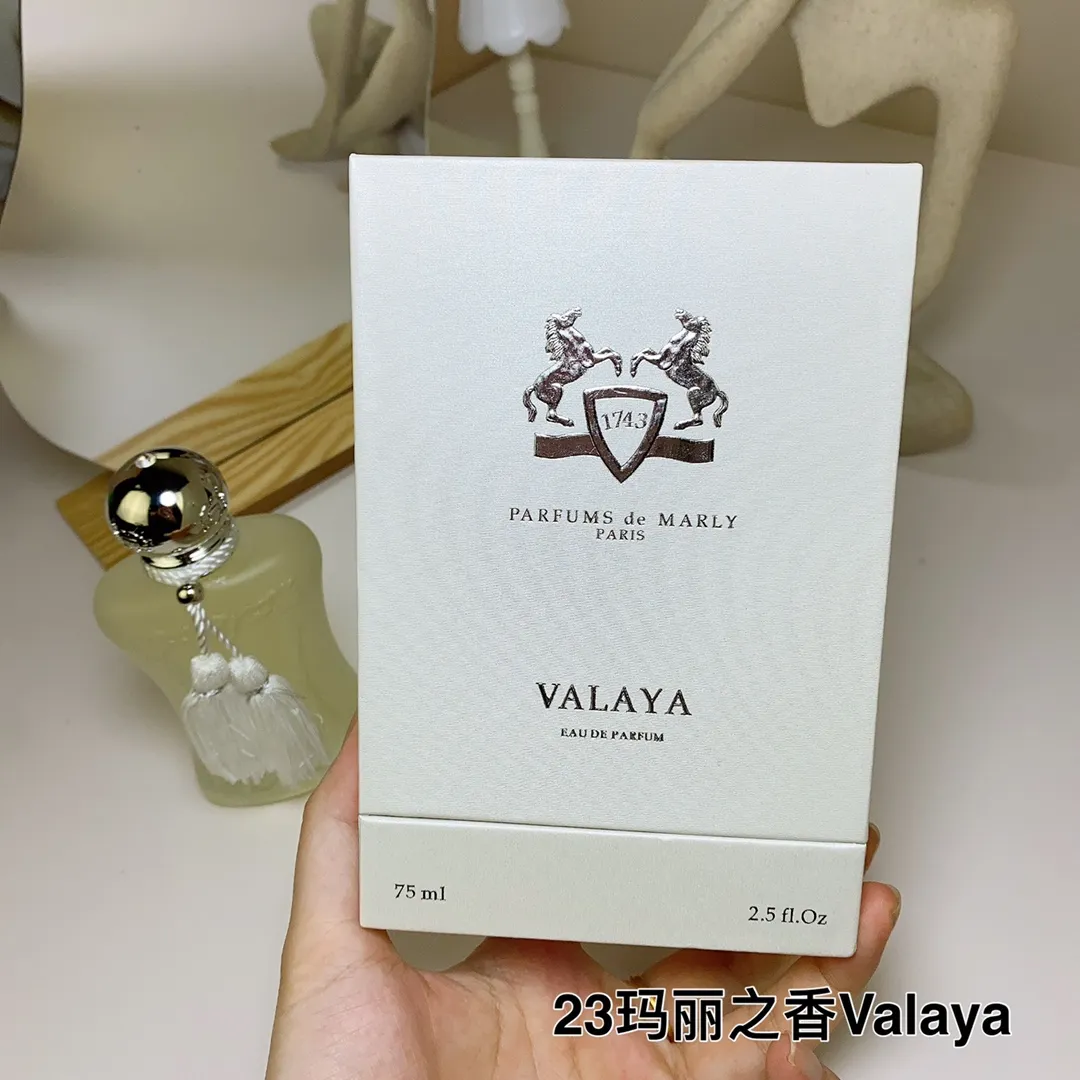 1743
PARFUMS de MARLY
PARIS
VALAYA
EAU DE PARFUM
75 ml
2.5 fl.Oz
23玛丽之香Valaya